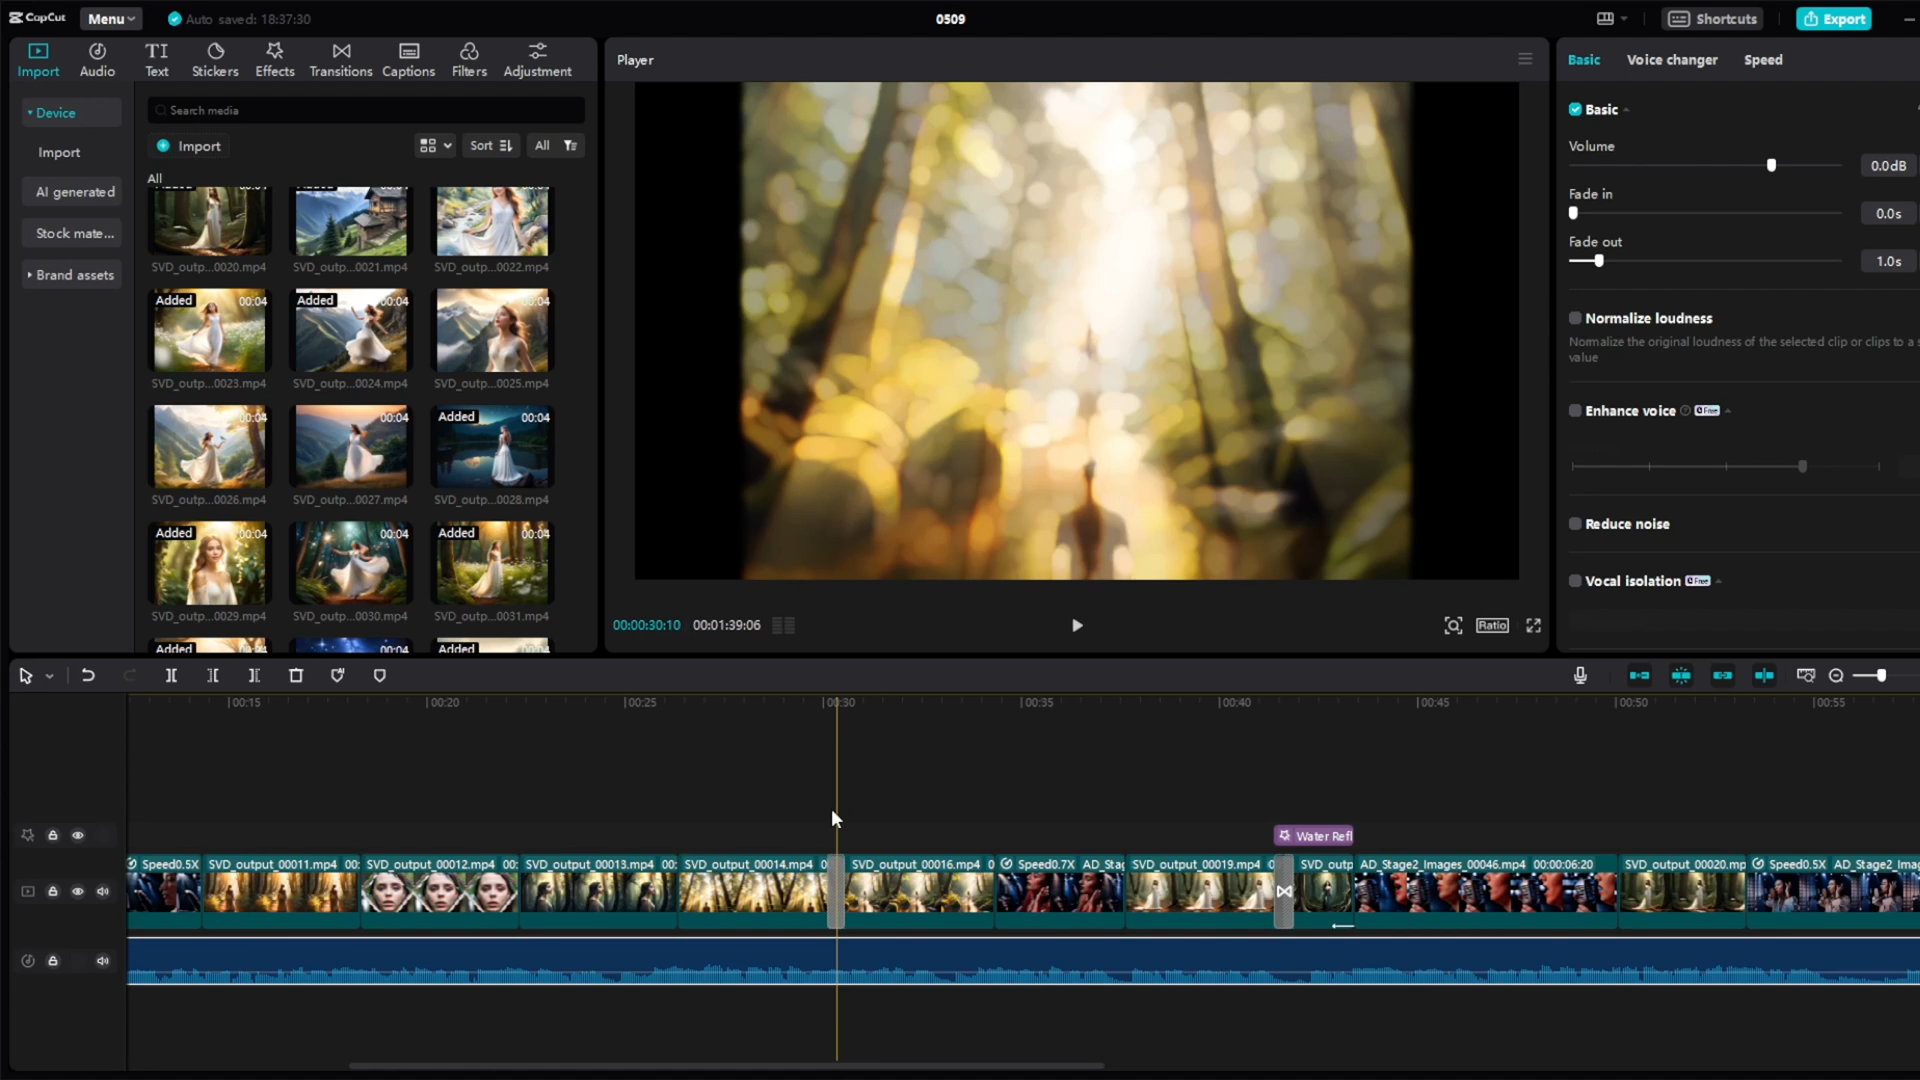 CapCut Menu Auto saved: 18:37:30 0509 Shortcuts Export
Import Audio Text Stickers Effects Transitions Captions Filters Adjustment
Player
Basic Voice changer Speed
Device
Import
AI generated
Stock mate...
Brand assets
Search media
Import Sort All
All
SVD_outp...0020.mp4 SVD_outp...0021.mp4 SVD_outp...0022.mp4
Added 00:04 Added 00:04 00:04
SVD_outp...0023.mp4 SVD_outp...0024.mp4 SVD_outp...0025.mp4
00:04 00:04 Added 00:04
SVD_outp...0026.mp4 SVD_outp...0027.mp4 SVD_outp...0028.mp4
Added 00:04 00:04 Added 00:04
SVD_outp...0029.mp4 SVD_outp...0030.mp4 SVD_outp...0031.mp4
Added 00:04 00:04 Added 00:04
00:00:30:10 00:01:39:06 Ratio
Basic
Volume
0.0dB
Fade in
0.0s
Fade out
1.0s
Normalize loudness
Normalize the original loudness of the selected clip or clips to a s
value
Enhance voice Free
Reduce noise
Vocal isolation Free
00:15 00:20 00:25 00:30 00:35 00:40 00:45 00:50 00:55
Water Refl
Speed0.5X SVD_output_00011.mp4 00: SVD_output_00012.mp4 00: SVD_output_00013.mp4 00: SVD_output_00014.mp4 0 SVD_output_00016.mp4 0 Speed0.7X AD_Stag SVD_output_00019.mp4 0 SVD_outp AD_Stage2_Images_00046.mp4 00:00:06:20 SVD_output_00020.mp Speed0.5X AD_Stage2_Imag